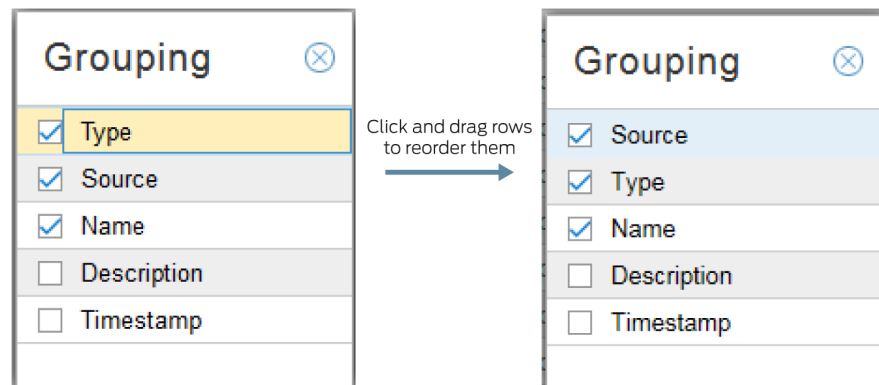 Grouping
Type
Source
Name
Description
Timestamp
Click and drag rows
to reorder them
Grouping
Source
Type
Name
Description
Timestamp